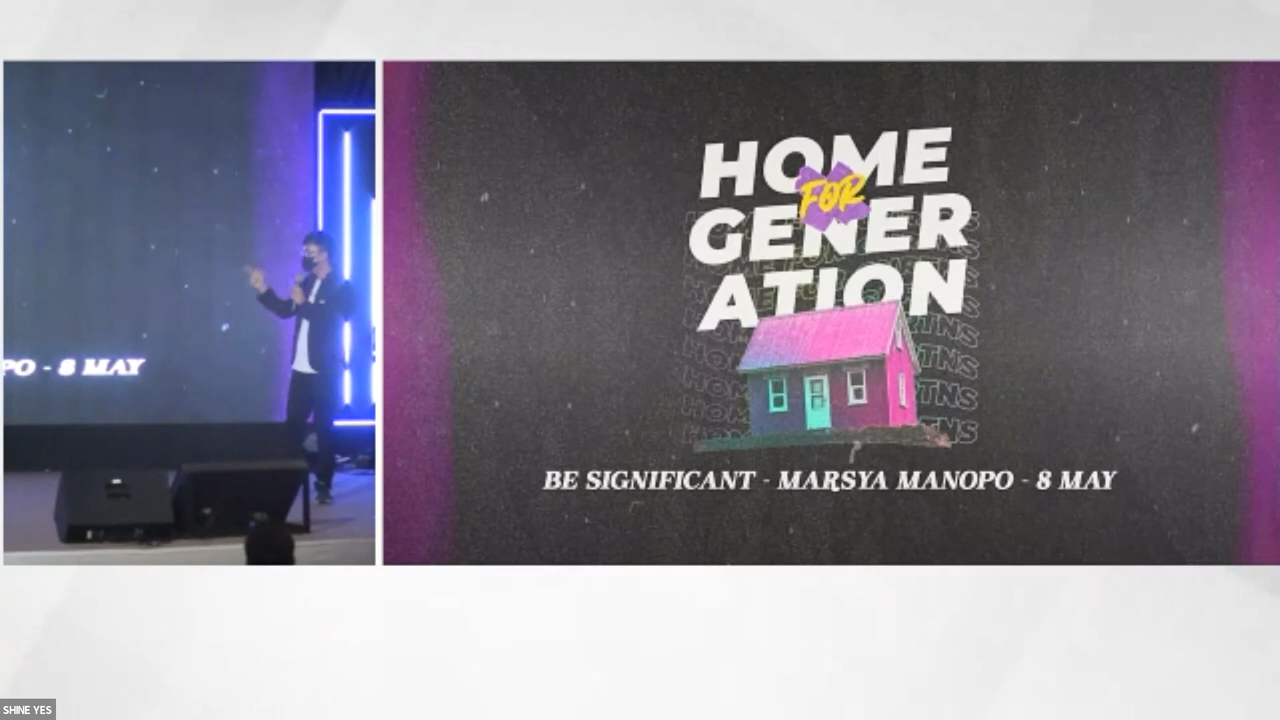 PO - 8 MAY
HOME
FOR
GENER
ATION
BE SIGNIFICANT - MARSYA MANOPO - 8 MAY
SHINE YES